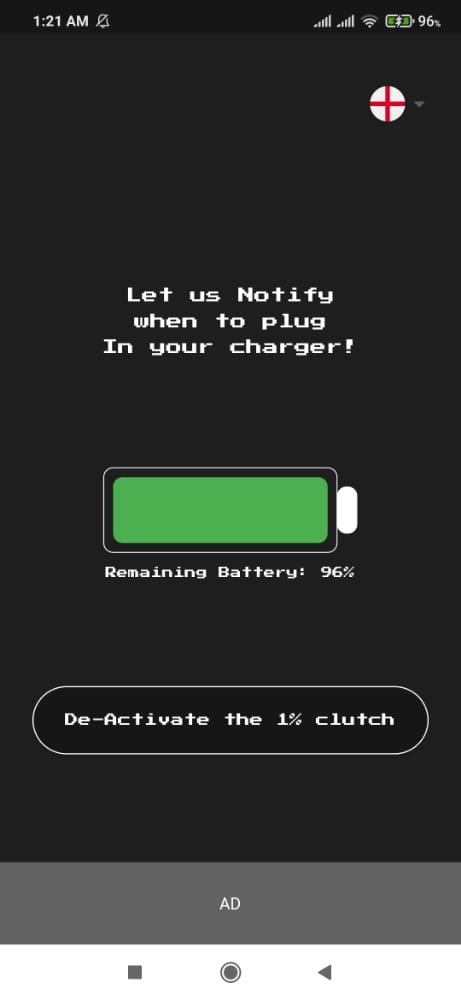 1:21 AM
96%
Let us Notify
when to plug
In your charger!
Remaining Battery: 96%
De-Activate the 1% clutch
AD